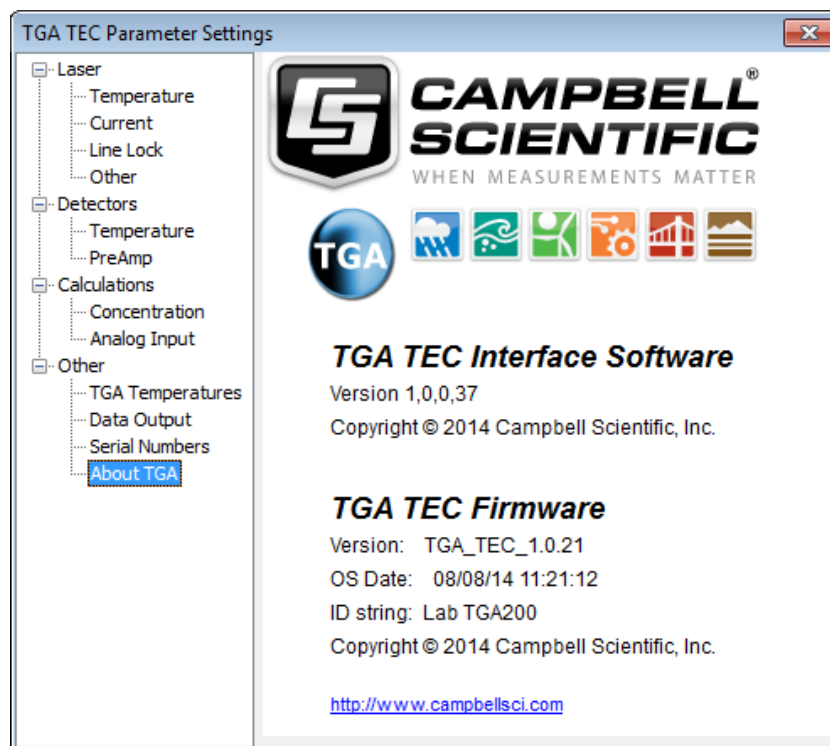 TGA TEC Parameter Settings
Laser
Temperature
Current
Line Lock
Other
Detectors
Temperature
PreAmp
Calculations
Concentration
Analog Input
Other
TGA Temperatures
Data Output
Serial Numbers
About TGA
CAMPBELL®
SCIENTIFIC
WHEN MEASUREMENTS MATTER
TGA
TGA TEC Interface Software
Version 1,0,0,37
Copyright © 2014 Campbell Scientific, Inc.
TGA TEC Firmware
Version: TGA_TEC_1.0.21
OS Date: 08/08/14 11:21:12
ID string: Lab TGA200
Copyright © 2014 Campbell Scientific, Inc.
http://www.campbellsci.com